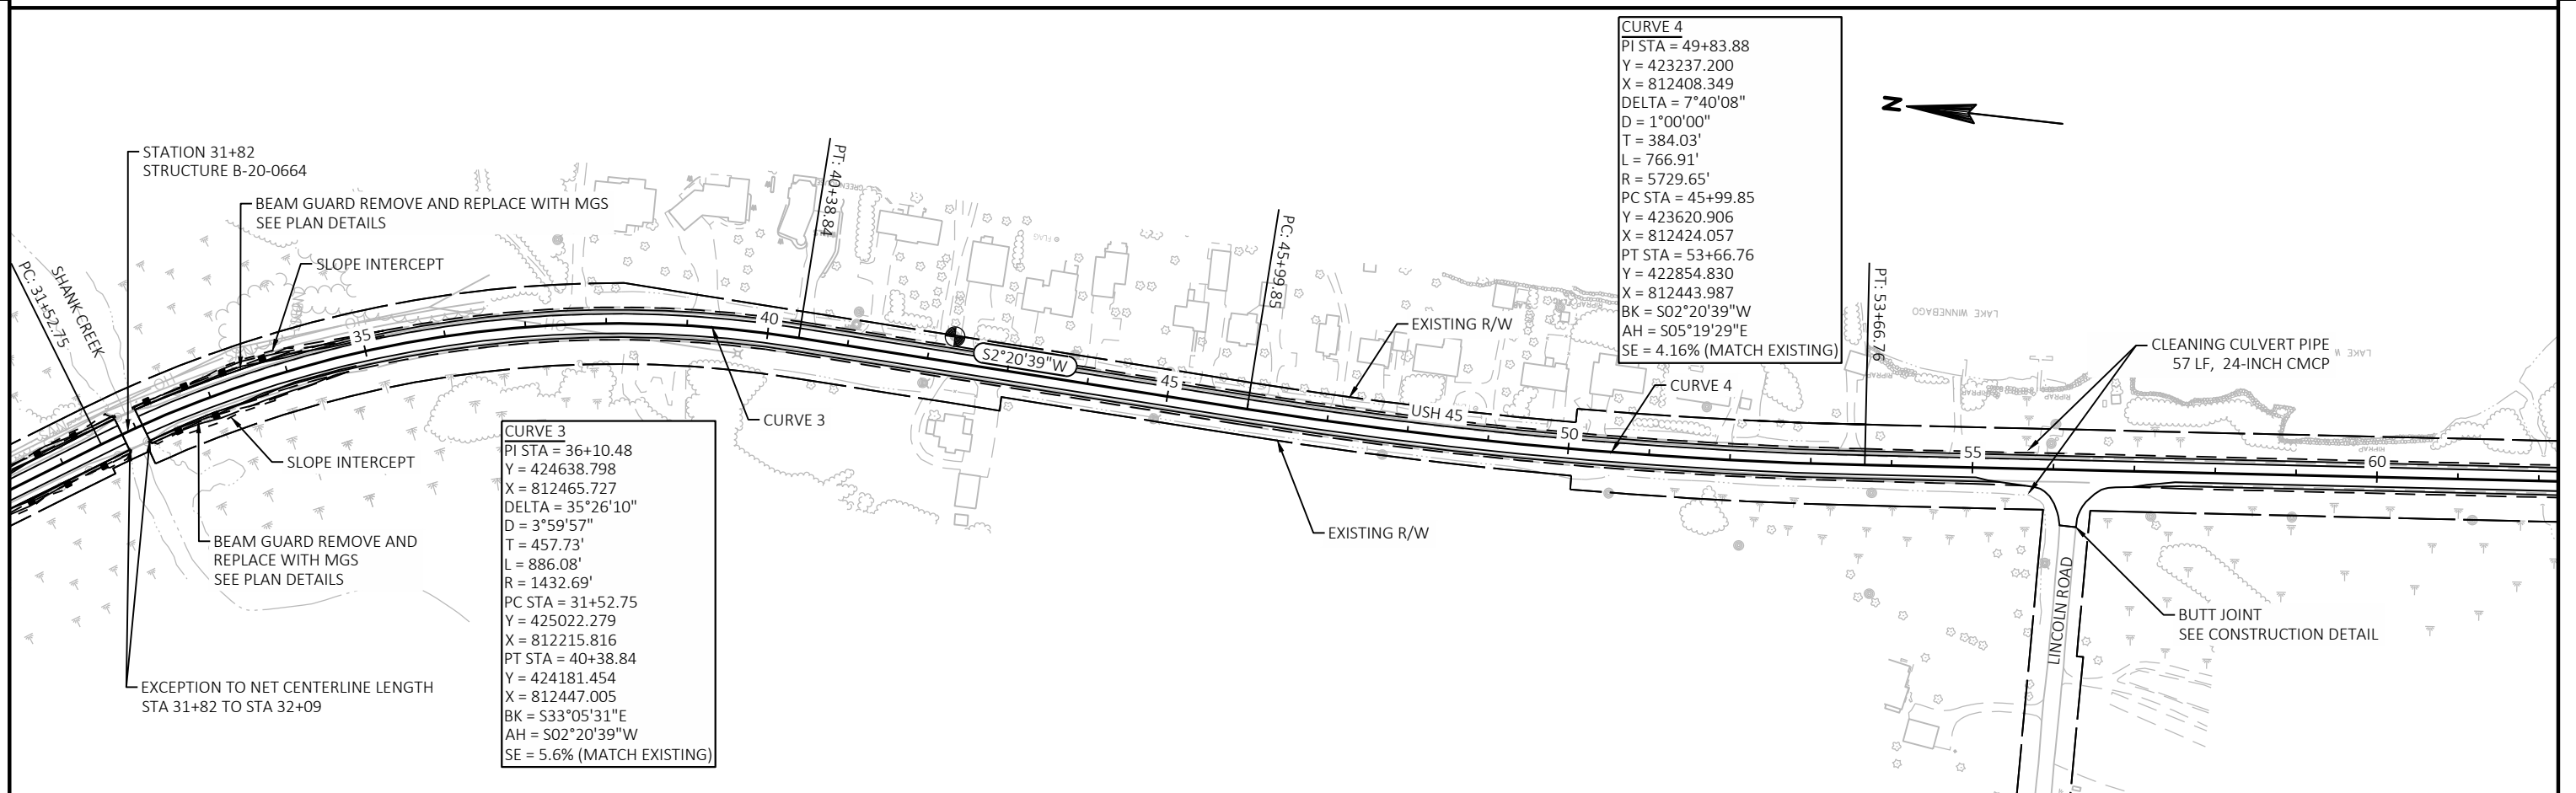 STATION 31+82
STRUCTURE B-20-0664
BEAM GUARD REMOVE AND REPLACE WITH MGS
SEE PLAN DETAILS
SLOPE INTERCEPT
SHANK CREEK
PC: 31+52.75
35
SLOPE INTERCEPT
BEAM GUARD REMOVE AND
REPLACE WITH MGS
SEE PLAN DETAILS
EXCEPTION TO NET CENTERLINE LENGTH
STA 31+82 TO STA 32+09
CURVE 3
PI STA = 36+10.48
Y = 424638.798
X = 812465.727
DELTA = 35°26'10"
D = 3°59'57"
T = 457.73'
L = 886.08'
R = 1432.69'
PC STA = 31+52.75
Y = 425022.279
X = 812215.816
PT STA = 40+38.84
Y = 424181.454
X = 812447.005
BK = S33°05'31"E
AH = S02°20'39"W
SE = 5.6% (MATCH EXISTING)
PT: 40+38.84
40
CURVE 3
FLAG
S2°20'39"W
45
PC: 45+99.85
EXISTING R/W
EXISTING R/W
USH 45
50
CURVE 4
PI STA = 49+83.88
Y = 423237.200
X = 812408.349
DELTA = 7°40'08"
D = 1°00'00"
T = 384.03'
L = 766.91'
R = 5729.65'
PC STA = 45+99.85
Y = 423620.906
X = 812424.057
PT STA = 53+66.76
Y = 422854.830
X = 812443.987
BK = S02°20'39"W
AH = S05°19'29"E
SE = 4.16% (MATCH EXISTING)
CURVE 4
N
PT: 53+66.76
LAKE WINNEBAGO
RIPRAP
RIPRAP
RIPRAP
RIPRAP
55
CLEANING CULVERT PIPE
57 LF, 24-INCH CMCP
LAKE W
60
LINCOLN ROAD
BUTT JOINT
SEE CONSTRUCTION DETAIL